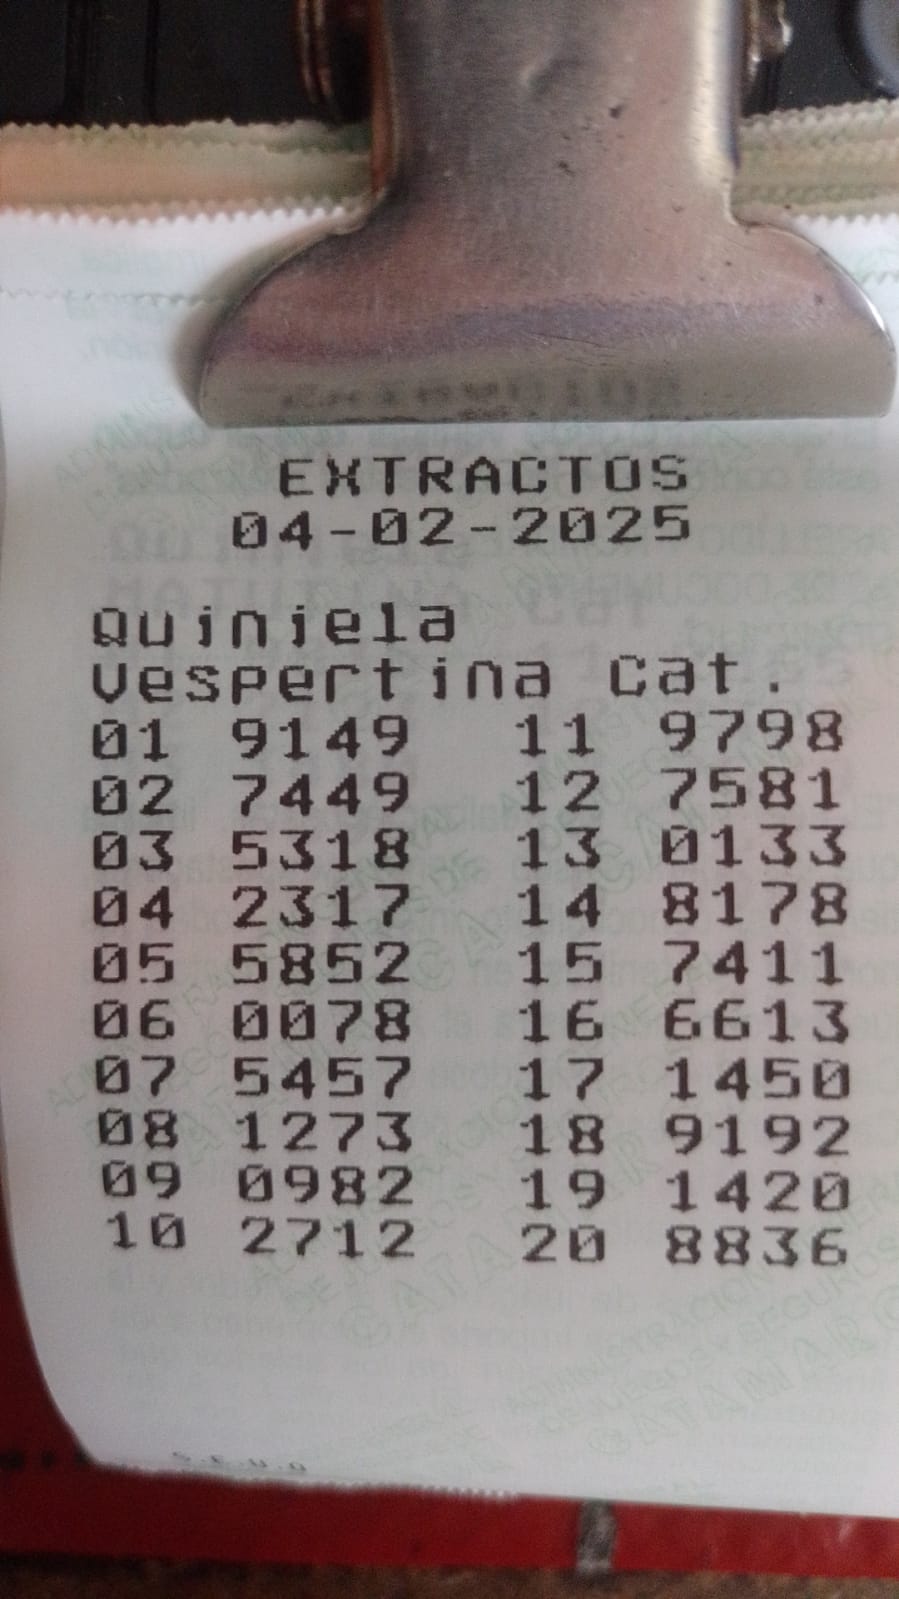 EXTRACTOS
04-02-2025
Quiniela
Vespertina Cat.
01 9149 11 9798
02 7449 12 7581
03 5318 13 0133
04 2317 14 8178
05 5852 15 7411
06 0078 16 6613
07 5457 17 1450
08 1273 18 9192
09 0982 19 1420
10 2712 20 8836
S.E.U.O